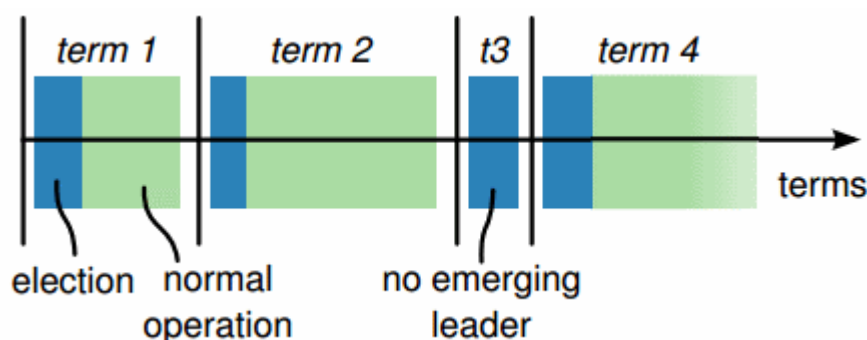 term 1
term 2
t3
term 4
terms
election
normal
operation
no emerging
leader